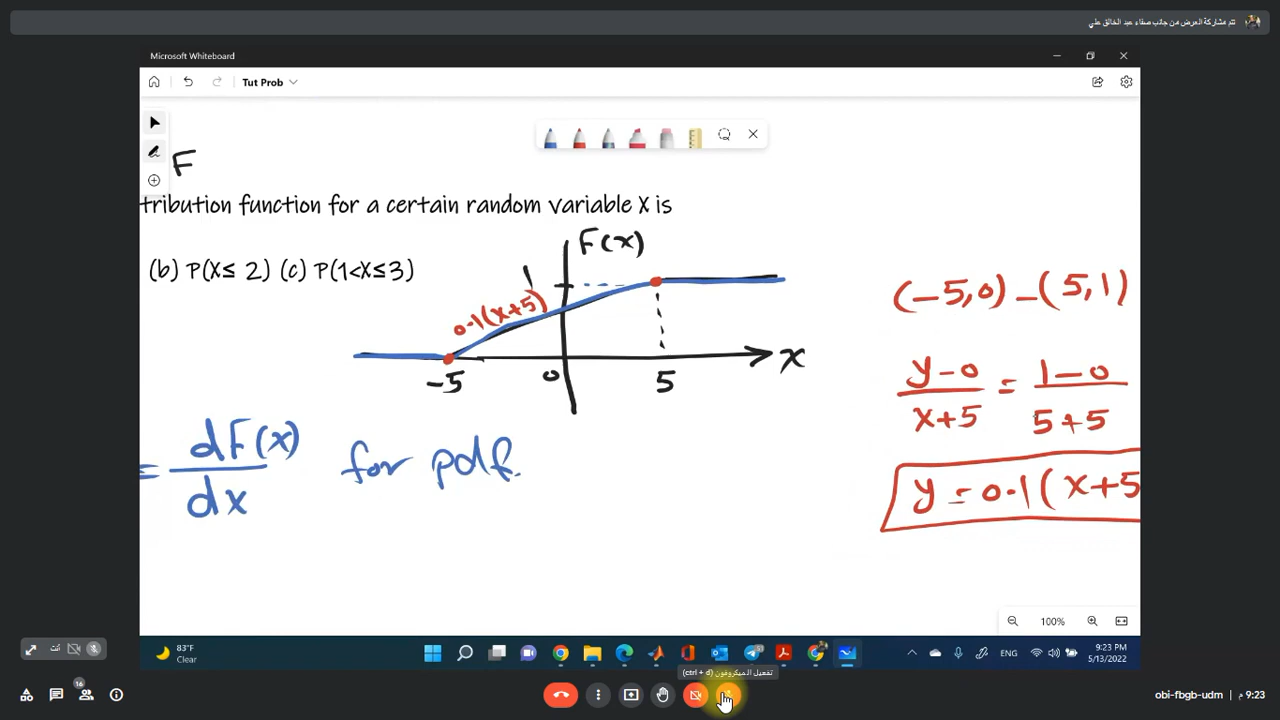 تتم مشاركة العرض من جانب صفاء عبد الخالق علي
Microsoft Whiteboard
Tut Prob
F
tribution function for a certain random variable X is
(b) P(X≤ 2) (c) P(1<X≤3)
F(x)
1
0.1(x+5)
-5
0
5
x
(-5,0) - (5,1)
y-0 / x+5 = 1-0 / 5+5
y = 0.1(x+5
= dF(x) / dx for pdf.
100%
83°F
Clear
ENG
9:23 PM
5/13/2022
أنت
تفعيل الميكروفون (ctrl + d)
16
obi-fbgb-udm | 9:23 م